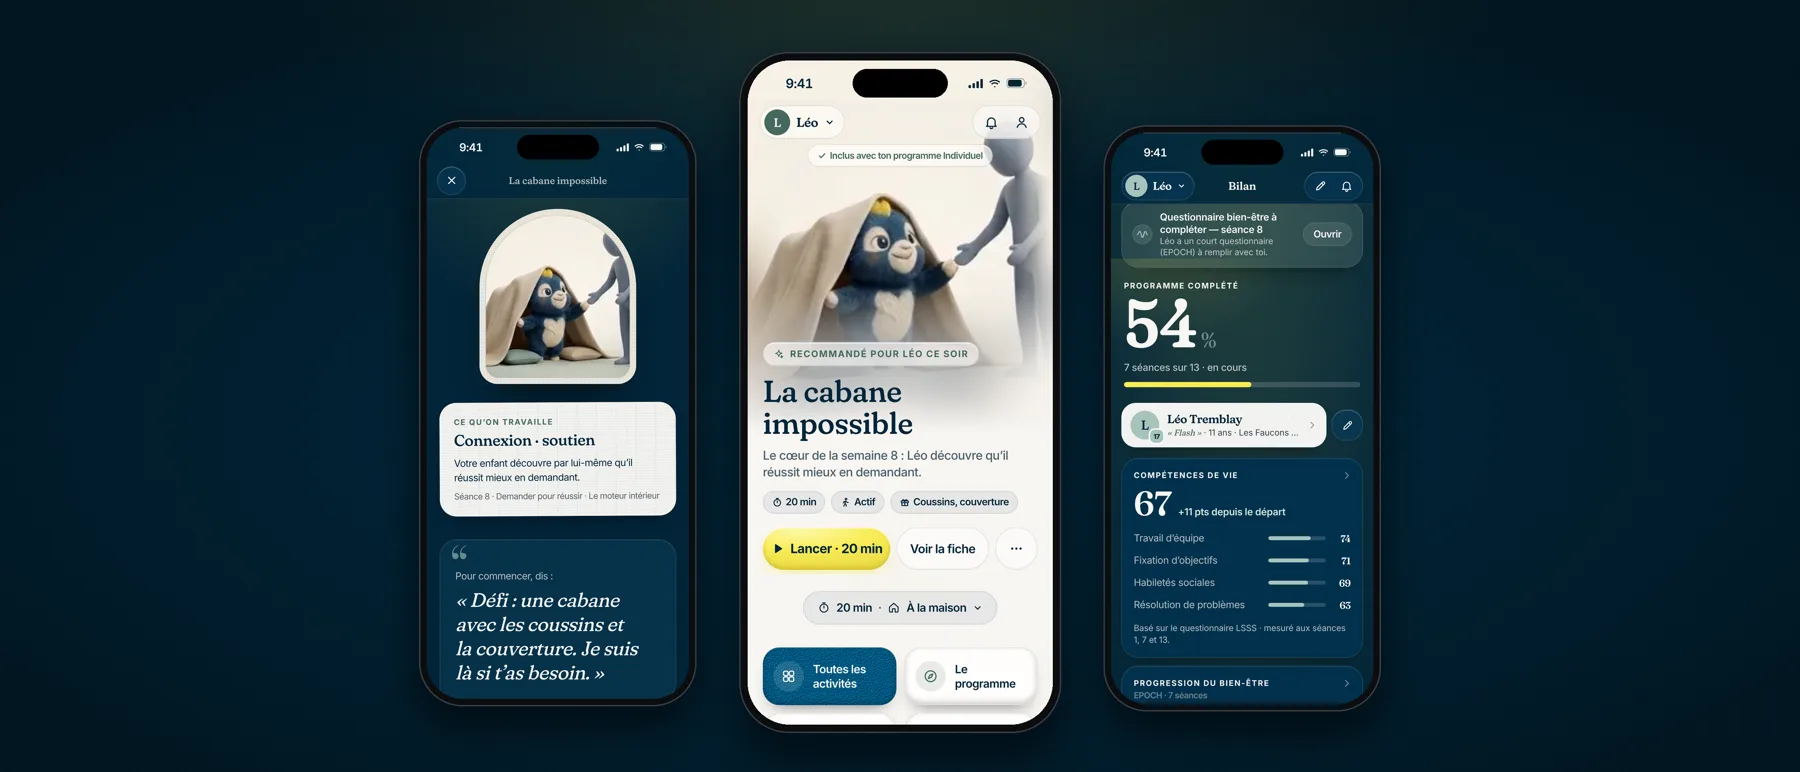 9:41
La cabane impossible
CE QU'ON TRAVAILLE
Connexion · soutien
Votre enfant découvre par lui-même qu'il
réussit mieux en demandant.
Séance 8 · Demander pour réussir · Le moteur intérieur
Pour commencer, dis :
« Défi : une cabane
avec les coussins et
la couverture. Je suis
là si t'as besoin. »
9:41
L Léo
Inclus avec ton programme Individuel
RECOMMANDÉ POUR LÉO CE SOIR
La cabane
impossible
Le cœur de la semaine 8 : Léo découvre qu'il
réussit mieux en demandant.
20 min Actif Coussins, couverture
Lancer · 20 min Voir la fiche ...
20 min · À la maison
Toutes les
activités
Le
programme
9:41
L Léo Bilan
Questionnaire bien-être à
compléter — séance 8
Léo a un court questionnaire
(EPOCH) à remplir avec toi.
Ouvrir
PROGRAMME COMPLÉTÉ
54 %
7 séances sur 13 · en cours
L 17
Léo Tremblay
« Flash » · 11 ans · Les Faucons ...
COMPÉTENCES DE VIE
67 +11 pts depuis le départ
Travail d'équipe 74
Fixation d'objectifs 71
Habiletés sociales 69
Résolution de problèmes 63
Basé sur le questionnaire LSSS · mesuré aux séances
1, 7 et 13.
PROGRESSION DU BIEN-ÊTRE
EPOCH · 7 séances